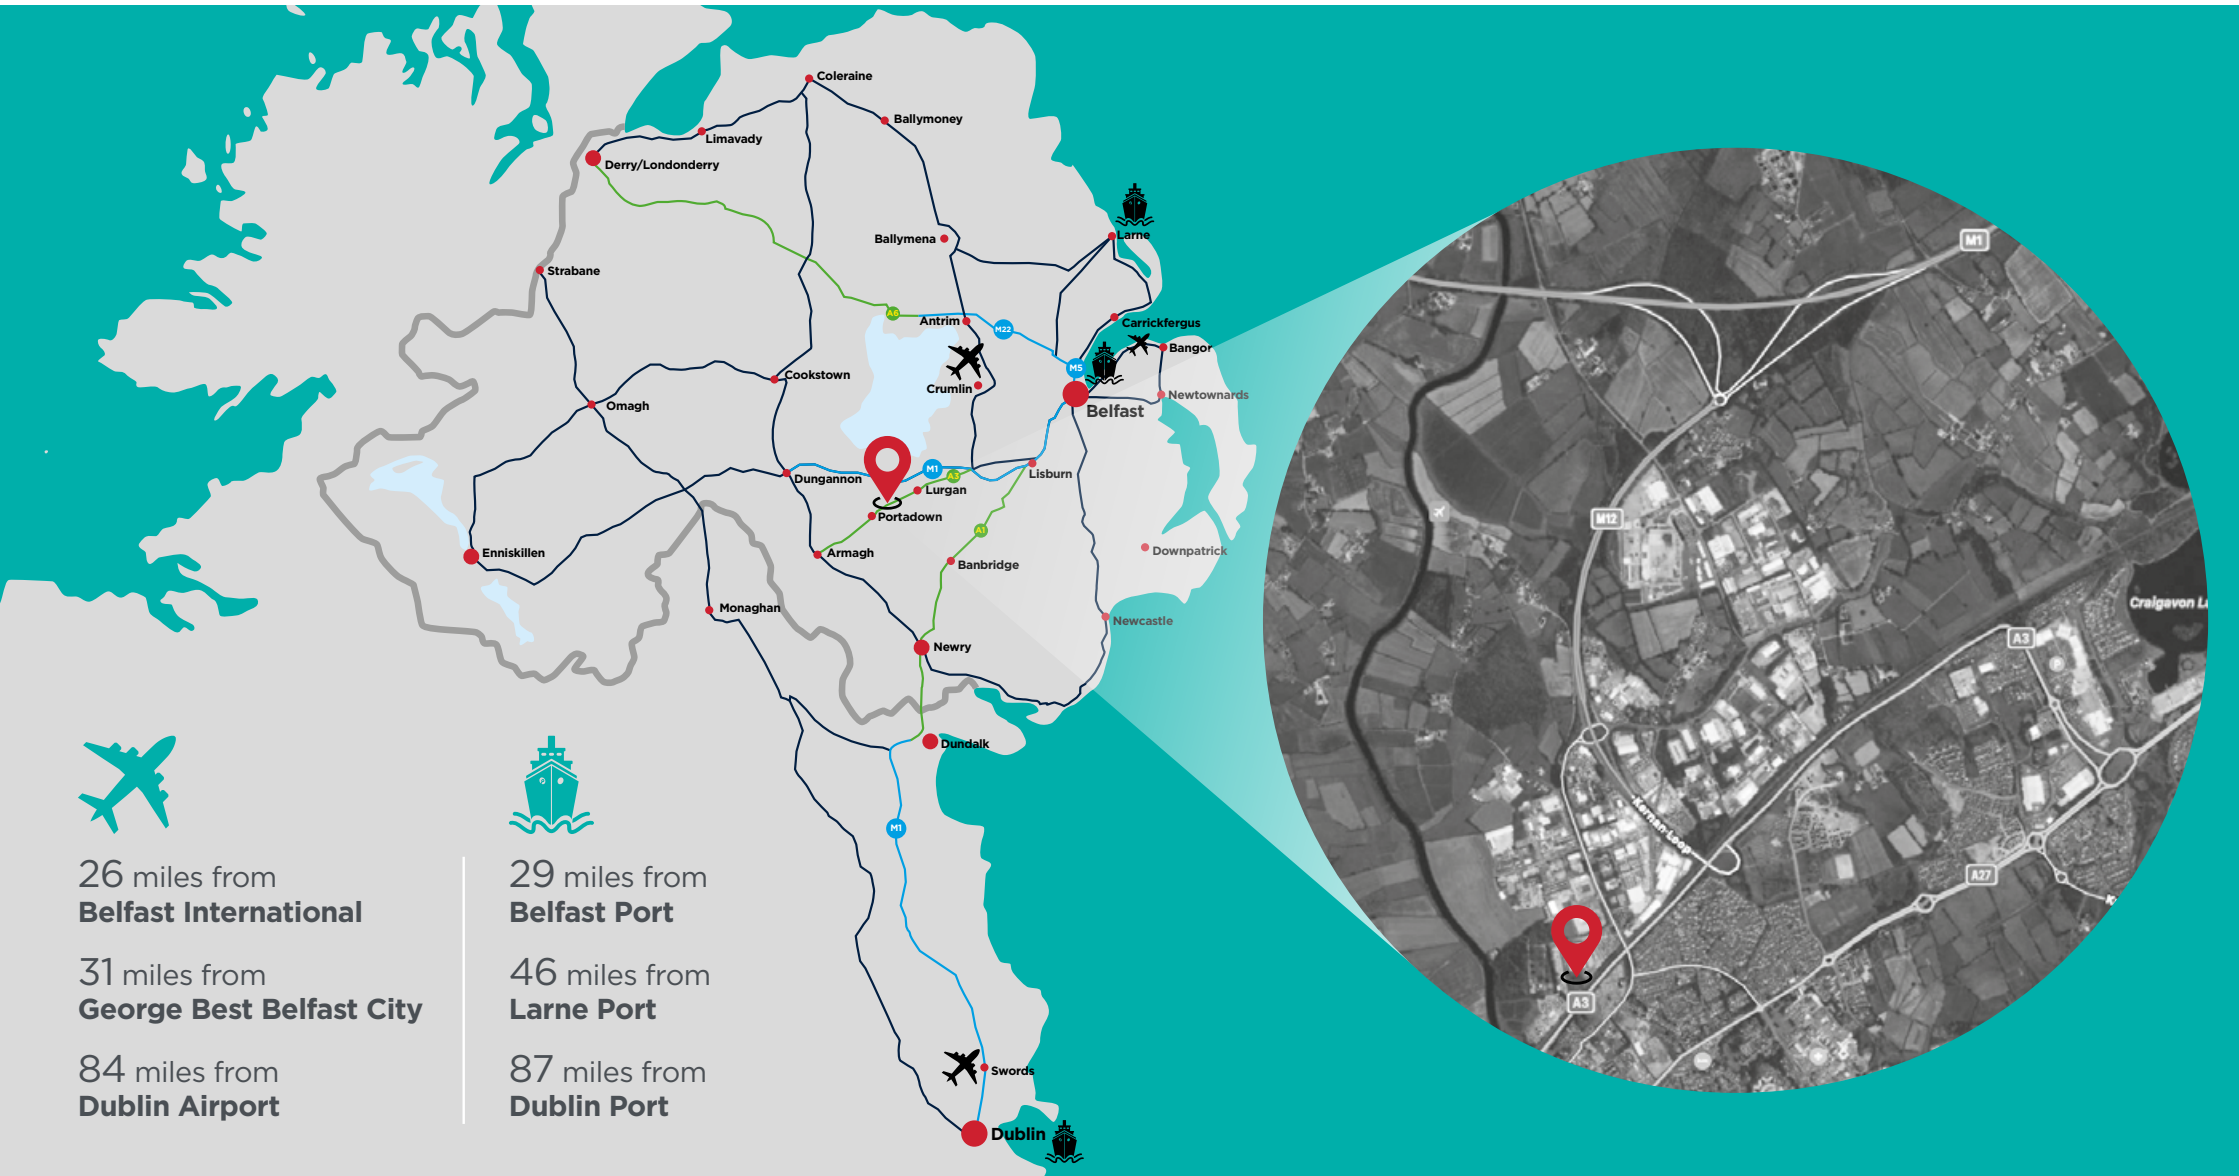 Coleraine
Ballymoney
Limavady
Derry/Londonderry
Ballymena
Larne
Strabane
A6
Antrim
M22
Carrickfergus
Bangor
M5
Cookstown
Crumlin
Newtownards
Omagh
Belfast
M1
Lisburn
Dungannon
Lurgan
Portadown
A1
Downpatrick
Armagh
Enniskillen
Banbridge
Monaghan
Newcastle
Newry
Dundalk
M1
Swords
Dublin
26 miles from
Belfast International
31 miles from
George Best Belfast City
84 miles from
Dublin Airport
29 miles from
Belfast Port
46 miles from
Larne Port
87 miles from
Dublin Port
M1
M12
Craigavon
A3
Kernan Loop
A27
A3